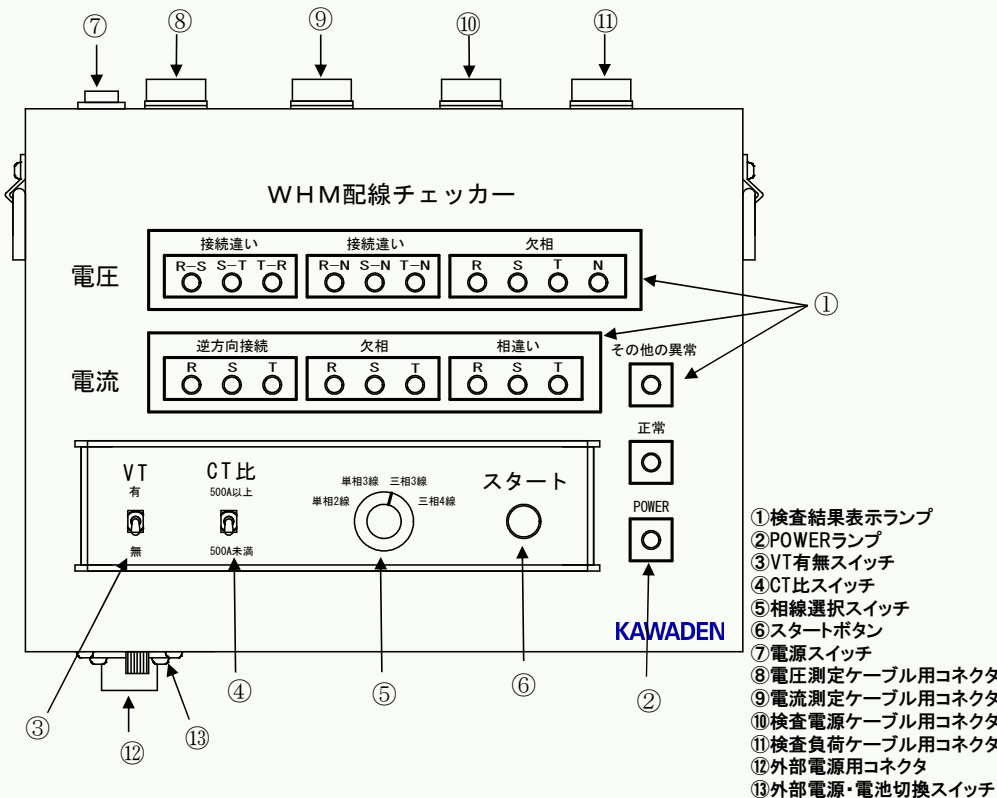 ⑦ ⑧ ⑨ ⑩ ⑪
WHM配線チェッカー
電圧
接続違い 接続違い 欠相
R-S S-T T-R R-N S-N T-N R S T N
①
電流
逆方向接続 欠相 相違い
R S T R S T R S T
その他の異常
正常
POWER
VT
有
無
CT比
500A以上
500A未満
単相3線 三相3線
単相2線 三相4線
スタート
KAWADEN
③ ⑫ ⑬ ④ ⑤ ⑥ ②
①検査結果表示ランプ
②POWERランプ
③VT有無スイッチ
④CT比スイッチ
⑤相線選択スイッチ
⑥スタートボタン
⑦電源スイッチ
⑧電圧測定ケーブル用コネクタ
⑨電流測定ケーブル用コネクタ
⑩検査電源ケーブル用コネクタ
⑪検査負荷ケーブル用コネクタ
⑫外部電源用コネクタ
⑬外部電源・電池切換スイッチ